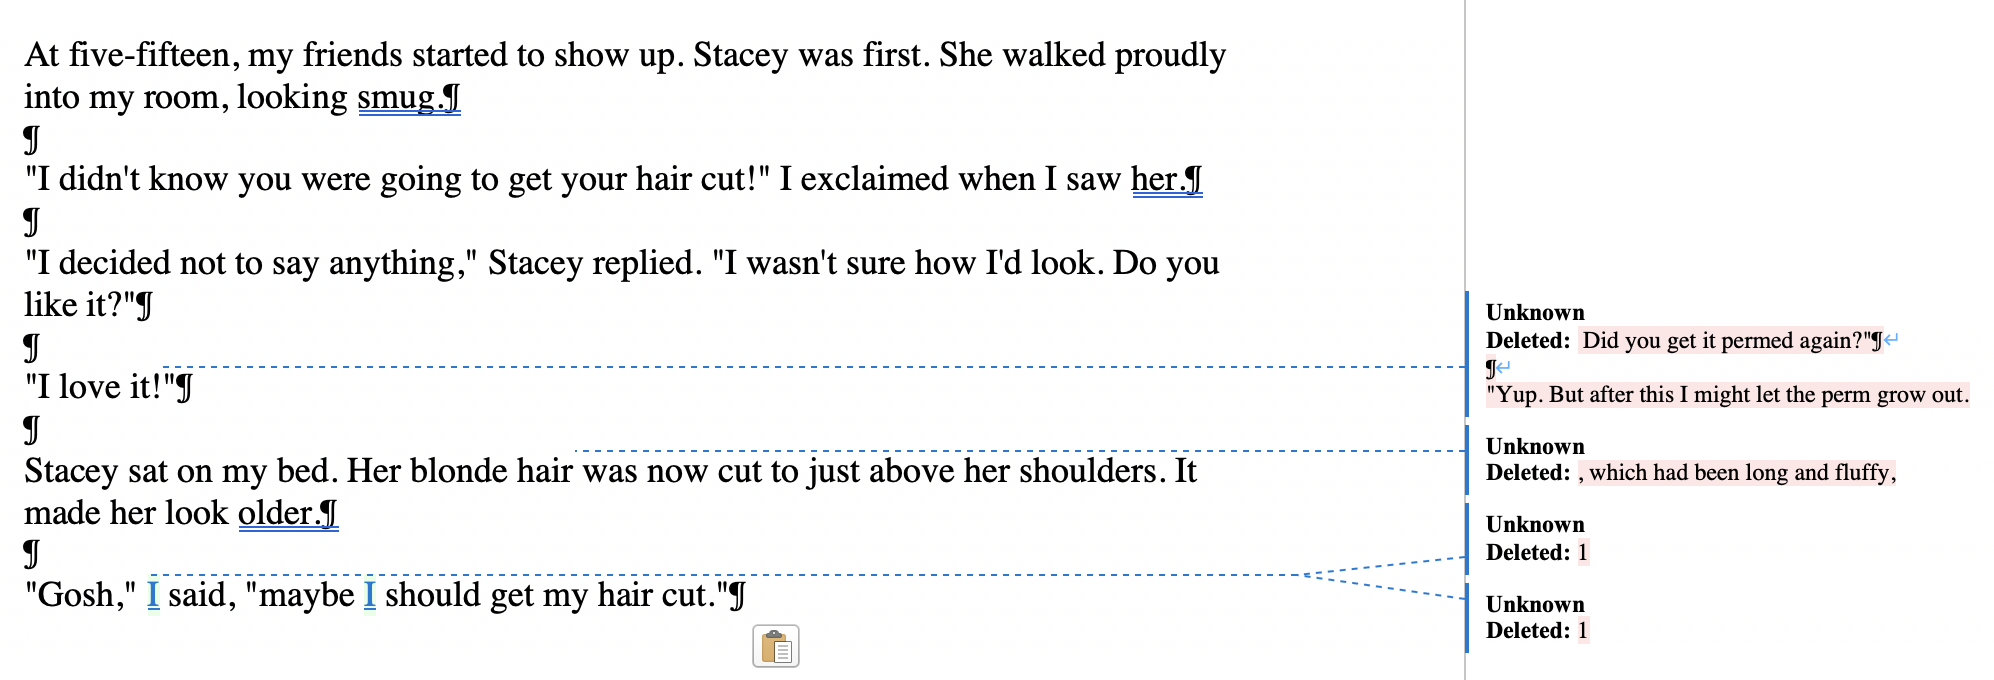 At five-fifteen, my friends started to show up. Stacey was first. She walked proudly
into my room, looking smug.¶
¶
"I didn't know you were going to get your hair cut!" I exclaimed when I saw her.¶
¶
"I decided not to say anything," Stacey replied. "I wasn't sure how I'd look. Do you
like it?"¶
¶
"I love it!"¶
¶
Stacey sat on my bed. Her blonde hair was now cut to just above her shoulders. It
made her look older.¶
¶
"Gosh," I said, "maybe I should get my hair cut."¶
Unknown
Deleted: Did you get it permed again?"¶↵
¶↵
"Yup. But after this I might let the perm grow out.
Unknown
Deleted: , which had been long and fluffy,
Unknown
Deleted: 1
Unknown
Deleted: 1